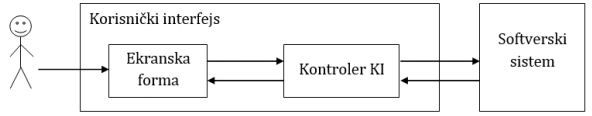 Korisnički interfejs
Ekranska
forma
Kontroler KI
Softverski
sistem